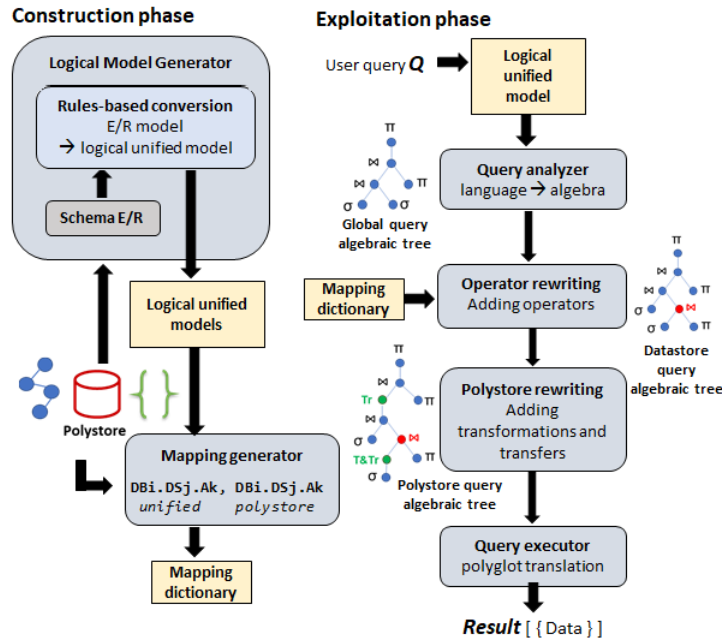 Construction phase
Logical Model Generator
Rules-based conversion
E/R model
→ logical unified model
Schema E/R
Logical unified
models
Polystore
Mapping generator
DBi.DSj.Ak, DBi.DSj.Ak
unified polystore
Mapping
dictionary
Exploitation phase
User query Q
Logical
unified
model
Query analyzer
language → algebra
π
⋈
⋈
π
σ
σ
Global query
algebraic tree
Mapping
dictionary
Operator rewriting
Adding operators
π
⋈
⋈
π
σ
⋈
σ
π
Datastore
query
algebraic tree
Polystore rewriting
Adding
transformations and
transfers
π
⋈
Tr
π
⋈
σ
⋈
T&Tr
π
σ
Polystore query
algebraic tree
Query executor
polyglot translation
Result [ { Data } ]